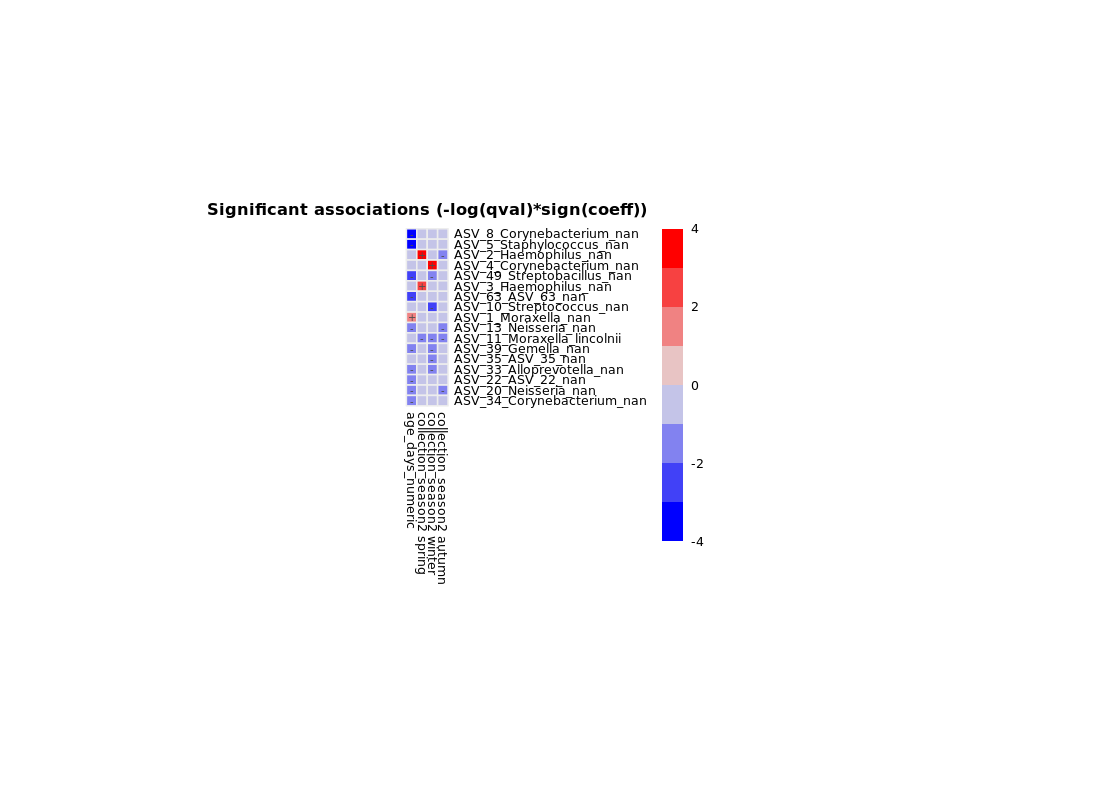 Significant associations (-log(qval)*sign(coeff))
ASV_8_Corynebacterium_nan
ASV_5_Staphylococcus_nan
ASV_2_Haemophilus_nan
ASV_4_Corynebacterium_nan
ASV_49_Streptobacillus_nan
ASV_3_Haemophilus_nan
ASV_63_ASV_63_nan
ASV_10_Streptococcus_nan
ASV_1_Moraxella_nan
ASV_13_Neisseria_nan
ASV_11_Moraxella_lincolnii
ASV_39_Gemella_nan
ASV_35_ASV_35_nan
ASV_33_Alloprevotella_nan
ASV_22_ASV_22_nan
ASV_20_Neisseria_nan
ASV_34_Corynebacterium_nan
age_days_numeric
collection_season2 spring
collection_season2 winter
collection_season2 autumn
4
2
0
-2
-4